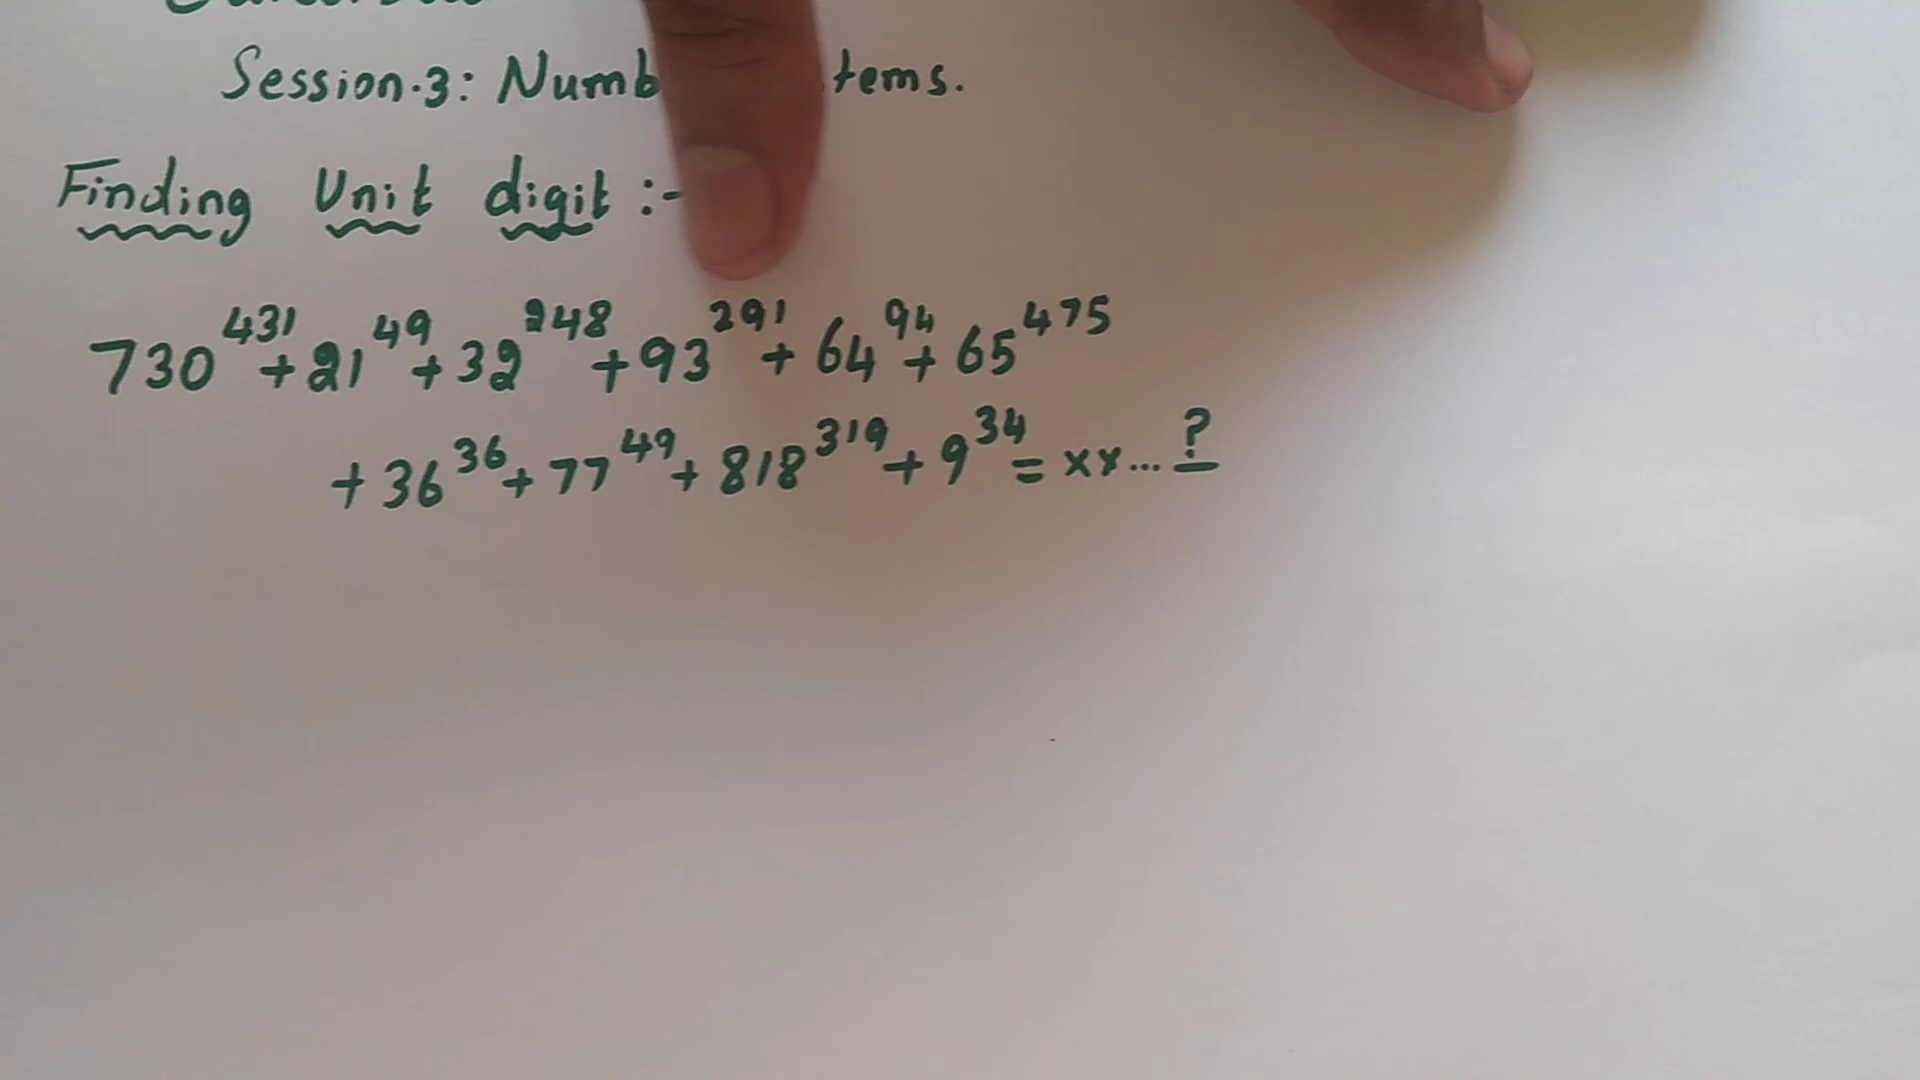 Session.3: Numb tems.
Finding Unit digit :-
730^431 + 21^49 + 32^248 + 93^291 + 64^94 + 65^475
+ 36^36 + 77^49 + 818^319 + 9^34 = xx... ?